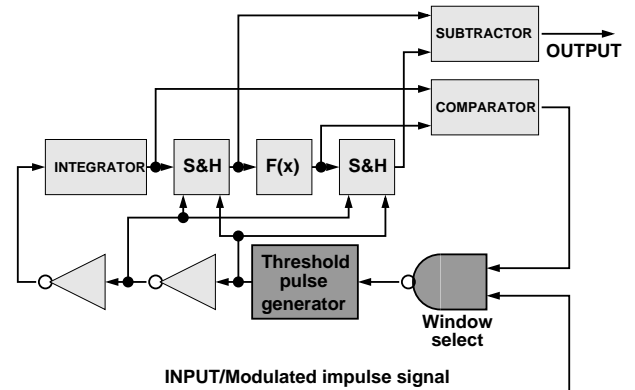 SUBTRACTOR
OUTPUT
COMPARATOR
INTEGRATOR
S&H
F(x)
S&H
Threshold
pulse
generator
Window
select
INPUT/Modulated impulse signal